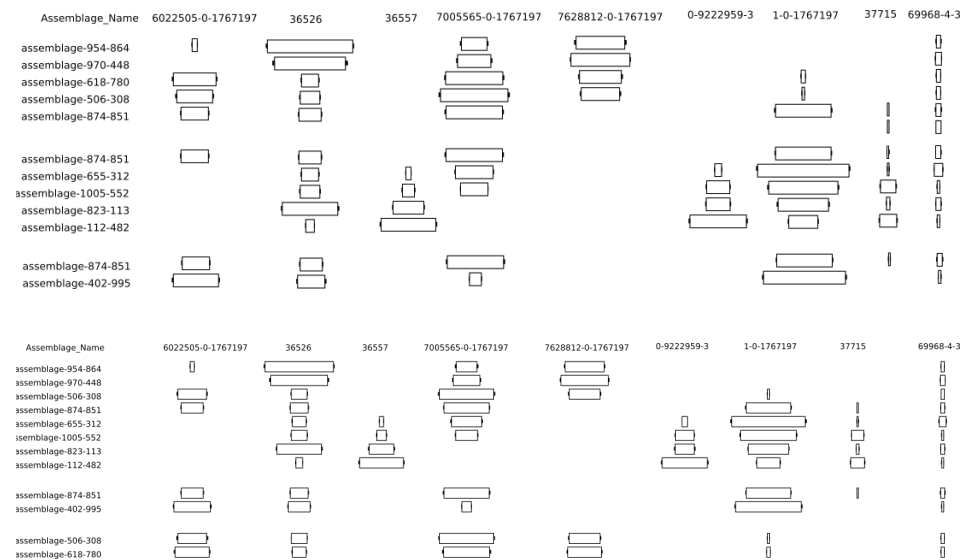 Assemblage_Name 6022505-0-1767197 36526 36557 7005565-0-1767197 7628812-0-1767197 0-9222959-3 1-0-1767197 37715 69968-4-3
assemblage-954-864
assemblage-970-448
assemblage-618-780
assemblage-506-308
assemblage-874-851
assemblage-874-851
assemblage-655-312
assemblage-1005-552
assemblage-823-113
assemblage-112-482
assemblage-874-851
assemblage-402-995
Assemblage_Name 6022505-0-1767197 36526 36557 7005565-0-1767197 7628812-0-1767197 0-9222959-3 1-0-1767197 37715 69968-4-3
assemblage-954-864
assemblage-970-448
assemblage-506-308
assemblage-874-851
assemblage-655-312
ssemblage-1005-552
assemblage-823-113
assemblage-112-482
assemblage-874-851
assemblage-402-995
assemblage-506-308
assemblage-618-780